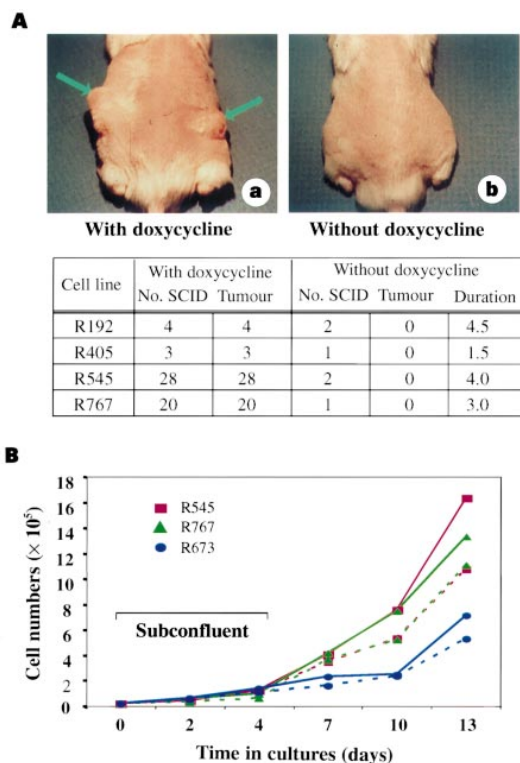 A
a
b
With doxycycline Without doxycycline
Cell line With doxycycline Without doxycycline
No. SCID Tumour No. SCID Tumour Duration
R192 4 4 2 0 4.5
R405 3 3 1 0 1.5
R545 28 28 2 0 4.0
R767 20 20 1 0 3.0
B
Cell numbers (× 10⁵)
18
16
14
12
10
8
6
4
2
0
R545
R767
R673
Subconfluent
0 2 4 7 10 13
Time in cultures (days)